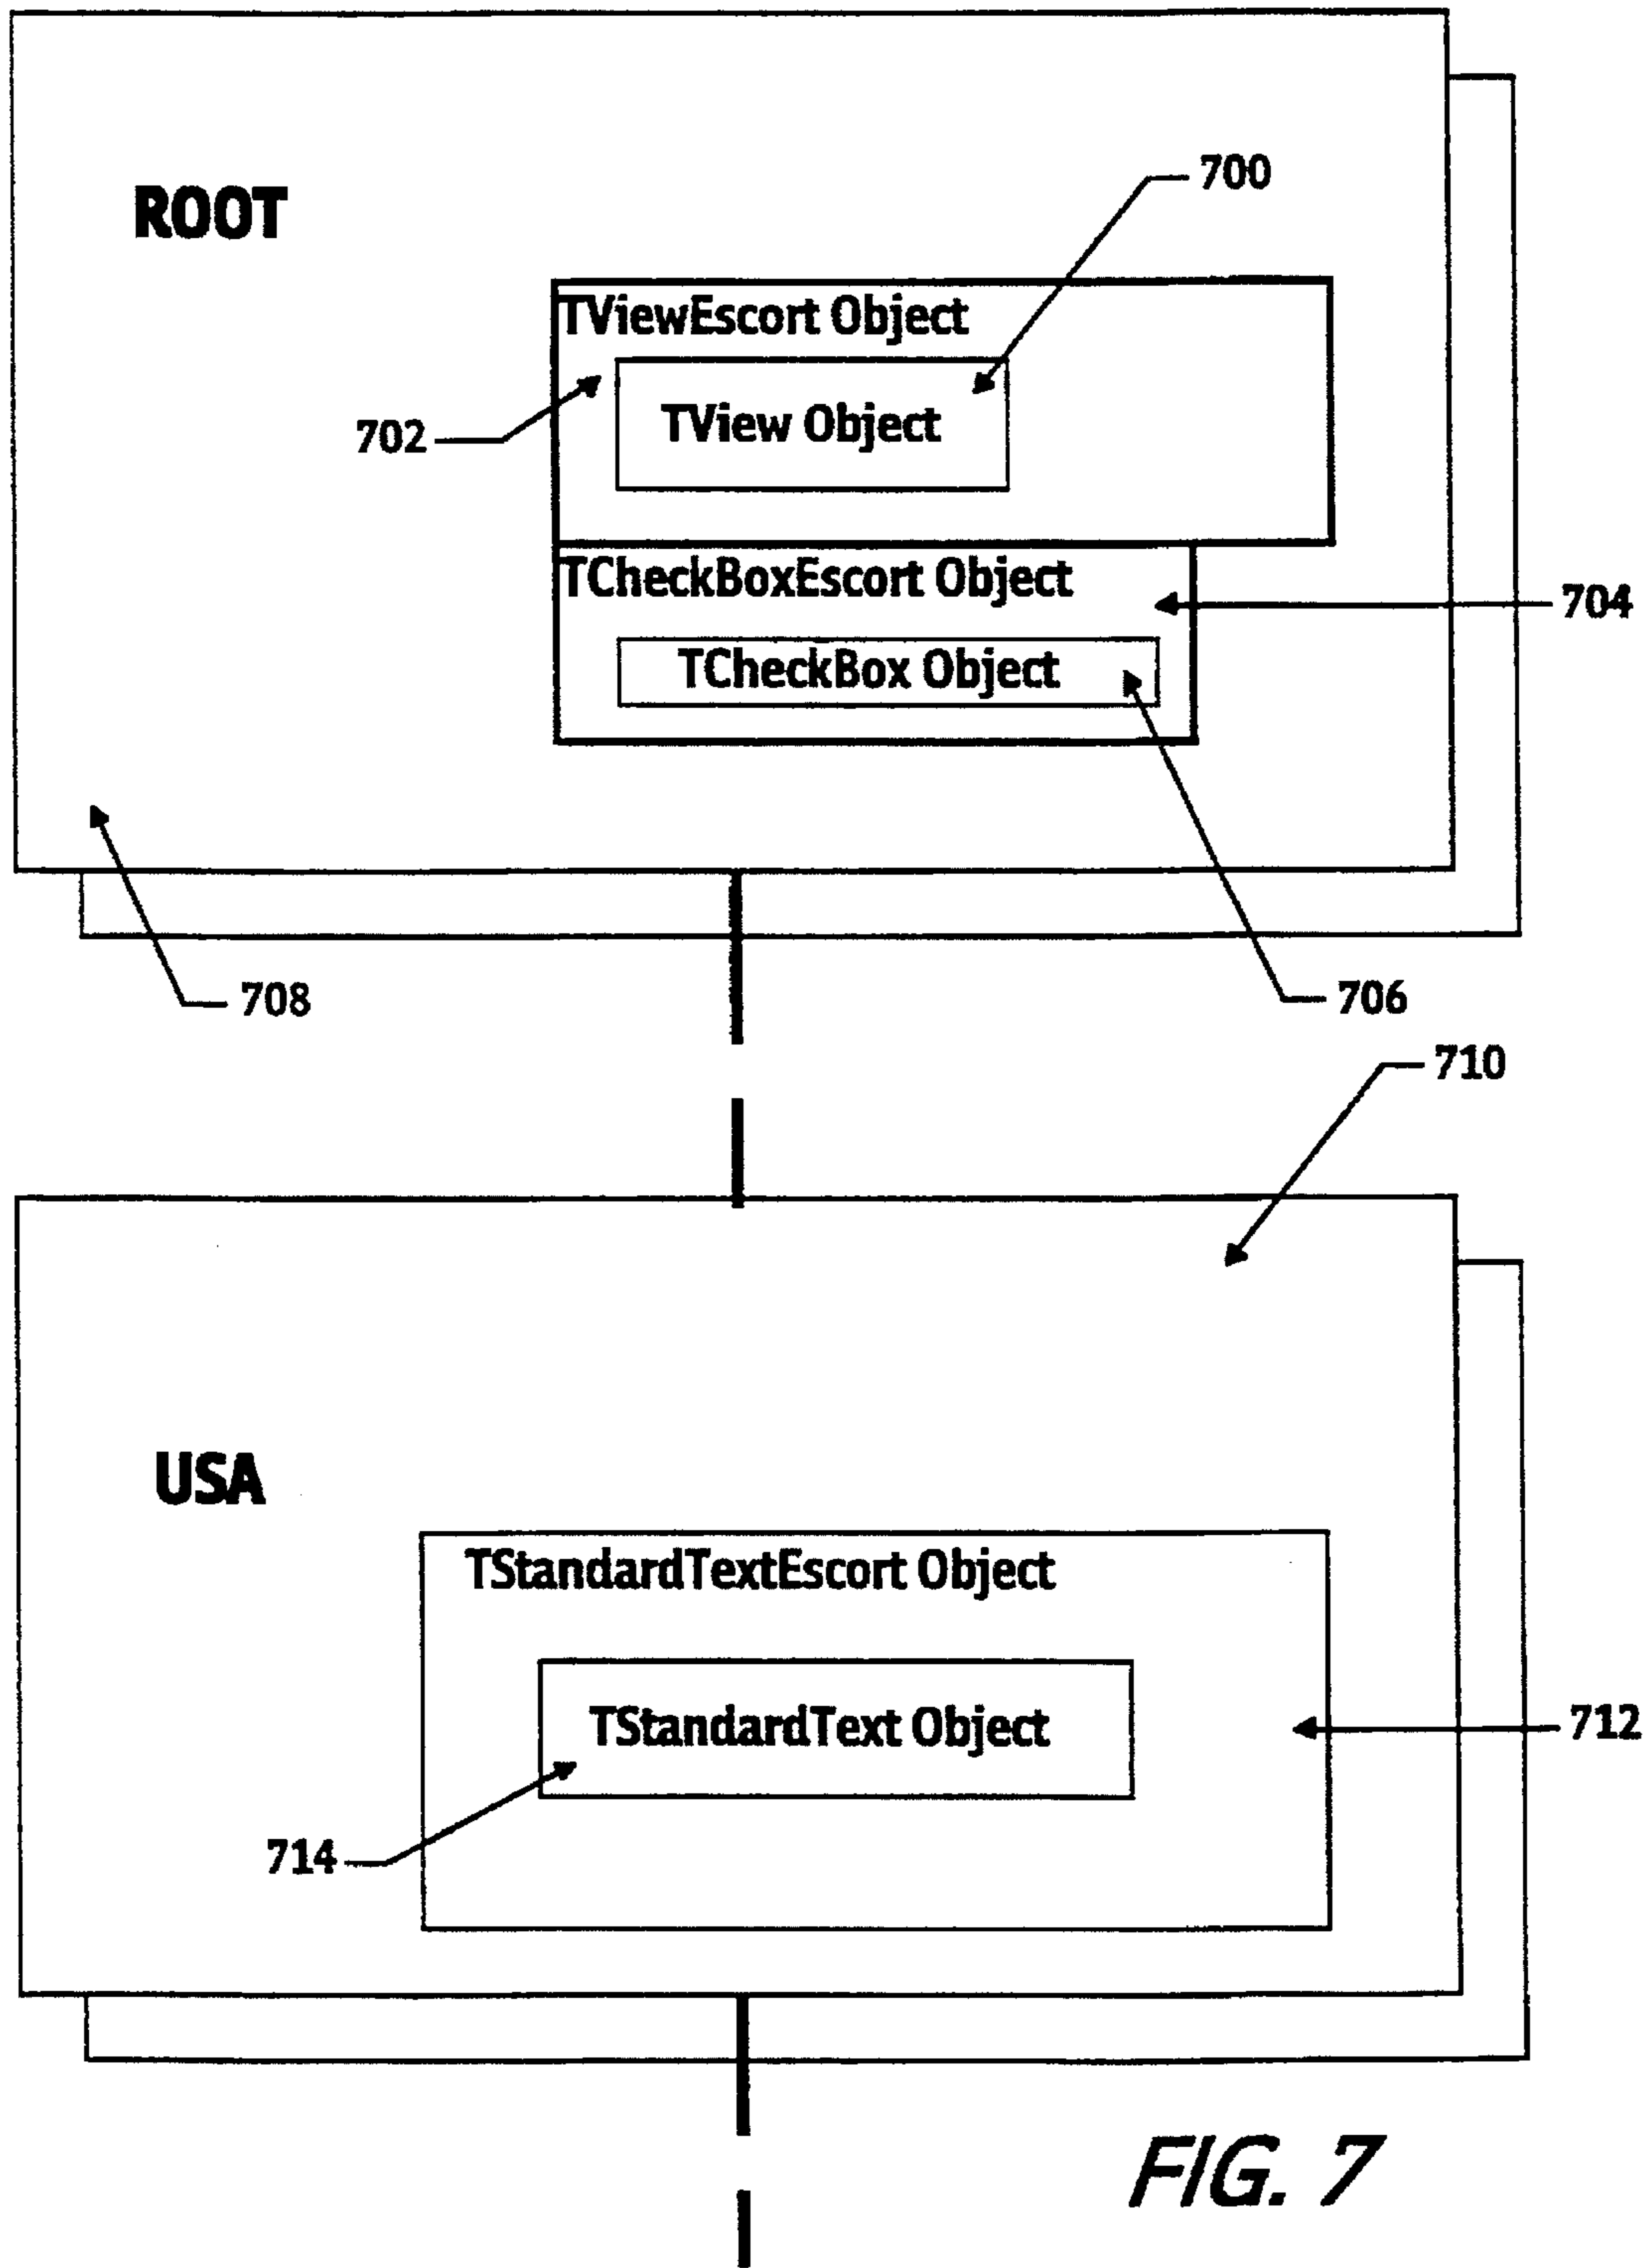 700
ROOT
TViewEscort Object
TView Object
702
TCheckBoxEscort Object
704
TCheckBox Object
708
706
710
USA
TStandardTextEscort Object
TStandardText Object
712
714
FIG. 7